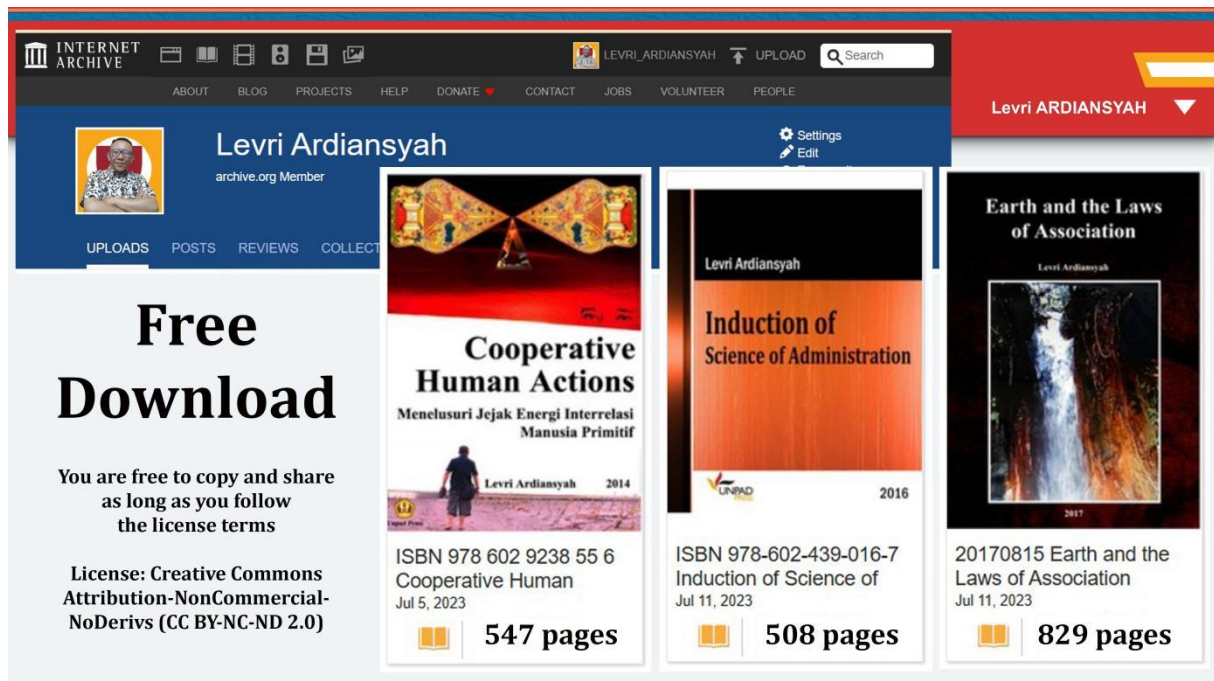 INTERNET
ARCHIVE
LEVRI_ARDIANSYAH
UPLOAD
Search
ABOUT BLOG PROJECTS HELP DONATE CONTACT JOBS VOLUNTEER PEOPLE
Levri ARDIANSYAH
Levri Ardiansyah
archive.org Member
Settings
Edit
UPLOADS POSTS REVIEWS COLLECT
Free
Download
You are free to copy and share
as long as you follow
the license terms
License: Creative Commons
Attribution-NonCommercial-
NoDerivs (CC BY-NC-ND 2.0)
Cooperative
Human Actions
Menelusuri Jejak Energi Interrelasi
Manusia Primitif
Levri Ardiansyah 2014
Unpad Press
ISBN 978 602 9238 55 6
Cooperative Human
Jul 5, 2023
547 pages
Levri Ardiansyah
Induction of
Science of Administration
UNPAD
PRESS
2016
ISBN 978-602-439-016-7
Induction of Science of
Jul 11, 2023
508 pages
Earth and the Laws
of Association
Levri Ardiansyah
2017
20170815 Earth and the
Laws of Association
Jul 11, 2023
829 pages